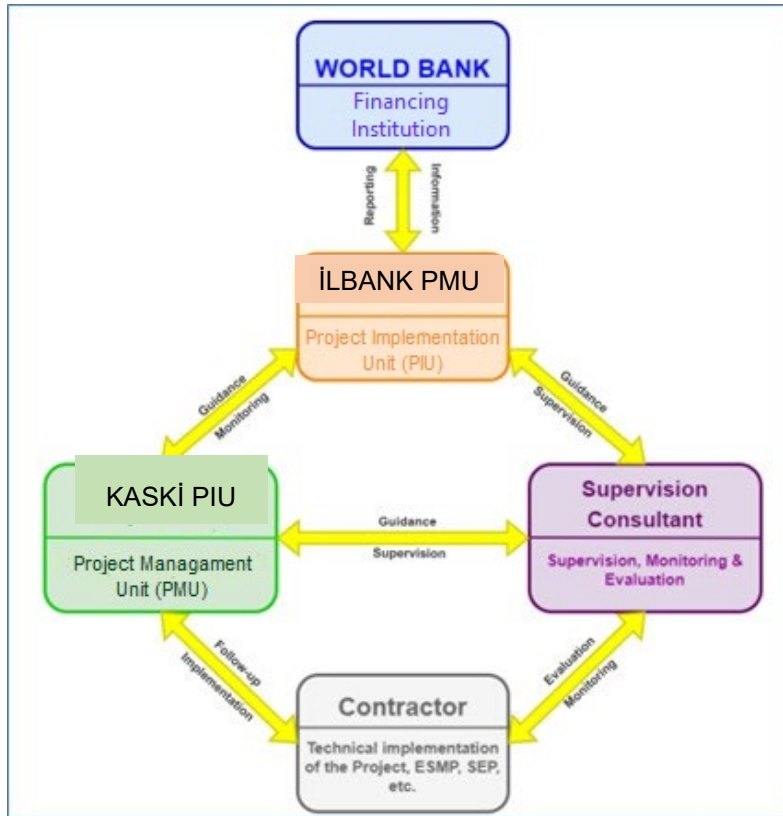 WORLD BANK
Financing
Institution
Reporting
Information
İLBANK PMU
Project Implementation
Unit (PIU)
Guidance
Monitoring
Guidance
Supervision
KASKİ PIU
Project Managament
Unit (PMU)
Guidance
Supervision
Supervision
Consultant
Supervision, Monitoring &
Evaluation
Follow-up
Implementation
Evaluation
Monitoring
Contractor
Technical implementation
of the Project, ESMP, SEP,
etc.